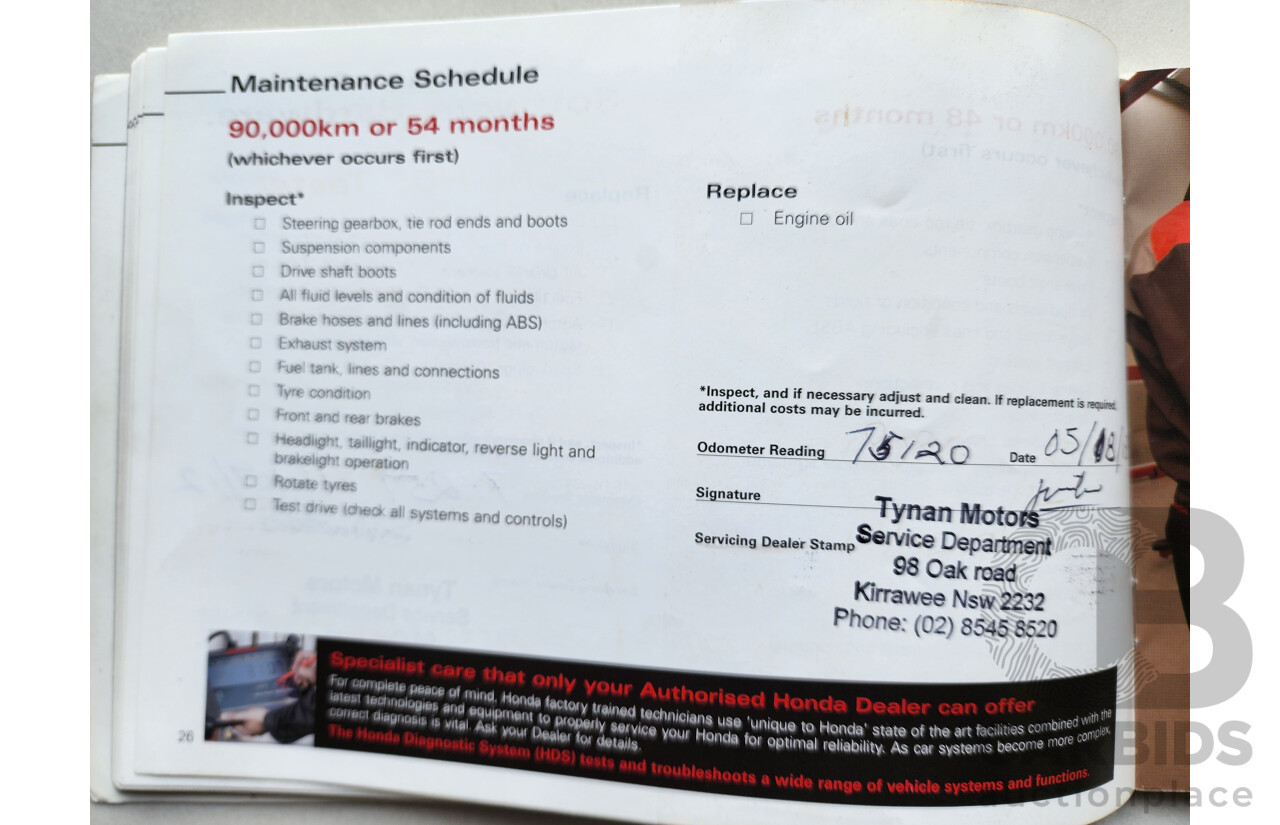 Maintenance Schedule
90,000km or 54 months
(whichever occurs first)
Inspect*
☐ Steering gearbox, tie rod ends and boots
☐ Suspension components
☐ Drive shaft boots
☐ All fluid levels and condition of fluids
☐ Brake hoses and lines (including ABS)
☐ Exhaust system
☐ Fuel tank, lines and connections
☐ Tyre condition
☐ Front and rear brakes
☐ Headlight, taillight, indicator, reverse light and
brakelight operation
☐ Rotate tyres
☐ Test drive (check all systems and controls)
Replace
☐ Engine oil
*Inspect, and if necessary adjust and clean. If replacement is required,
additional costs may be incurred.
Odometer Reading 75120 Date 05/18/
Signature
Servicing Dealer Stamp
Tynan Motors
Service Department
98 Oak road
Kirrawee Nsw 2232
Phone: (02) 8545 8520
Specialist care that only your Authorised Honda Dealer can offer
For complete peace of mind, Honda factory trained technicians use 'unique to Honda' state of the art facilities combined with the
latest technologies and equipment to properly service your Honda for optimal reliability. As car systems become more complex,
correct diagnosis is vital. Ask your Dealer for details.
The Honda Diagnostic System (HDS) tests and troubleshoots a wide range of vehicle systems and functions.
26